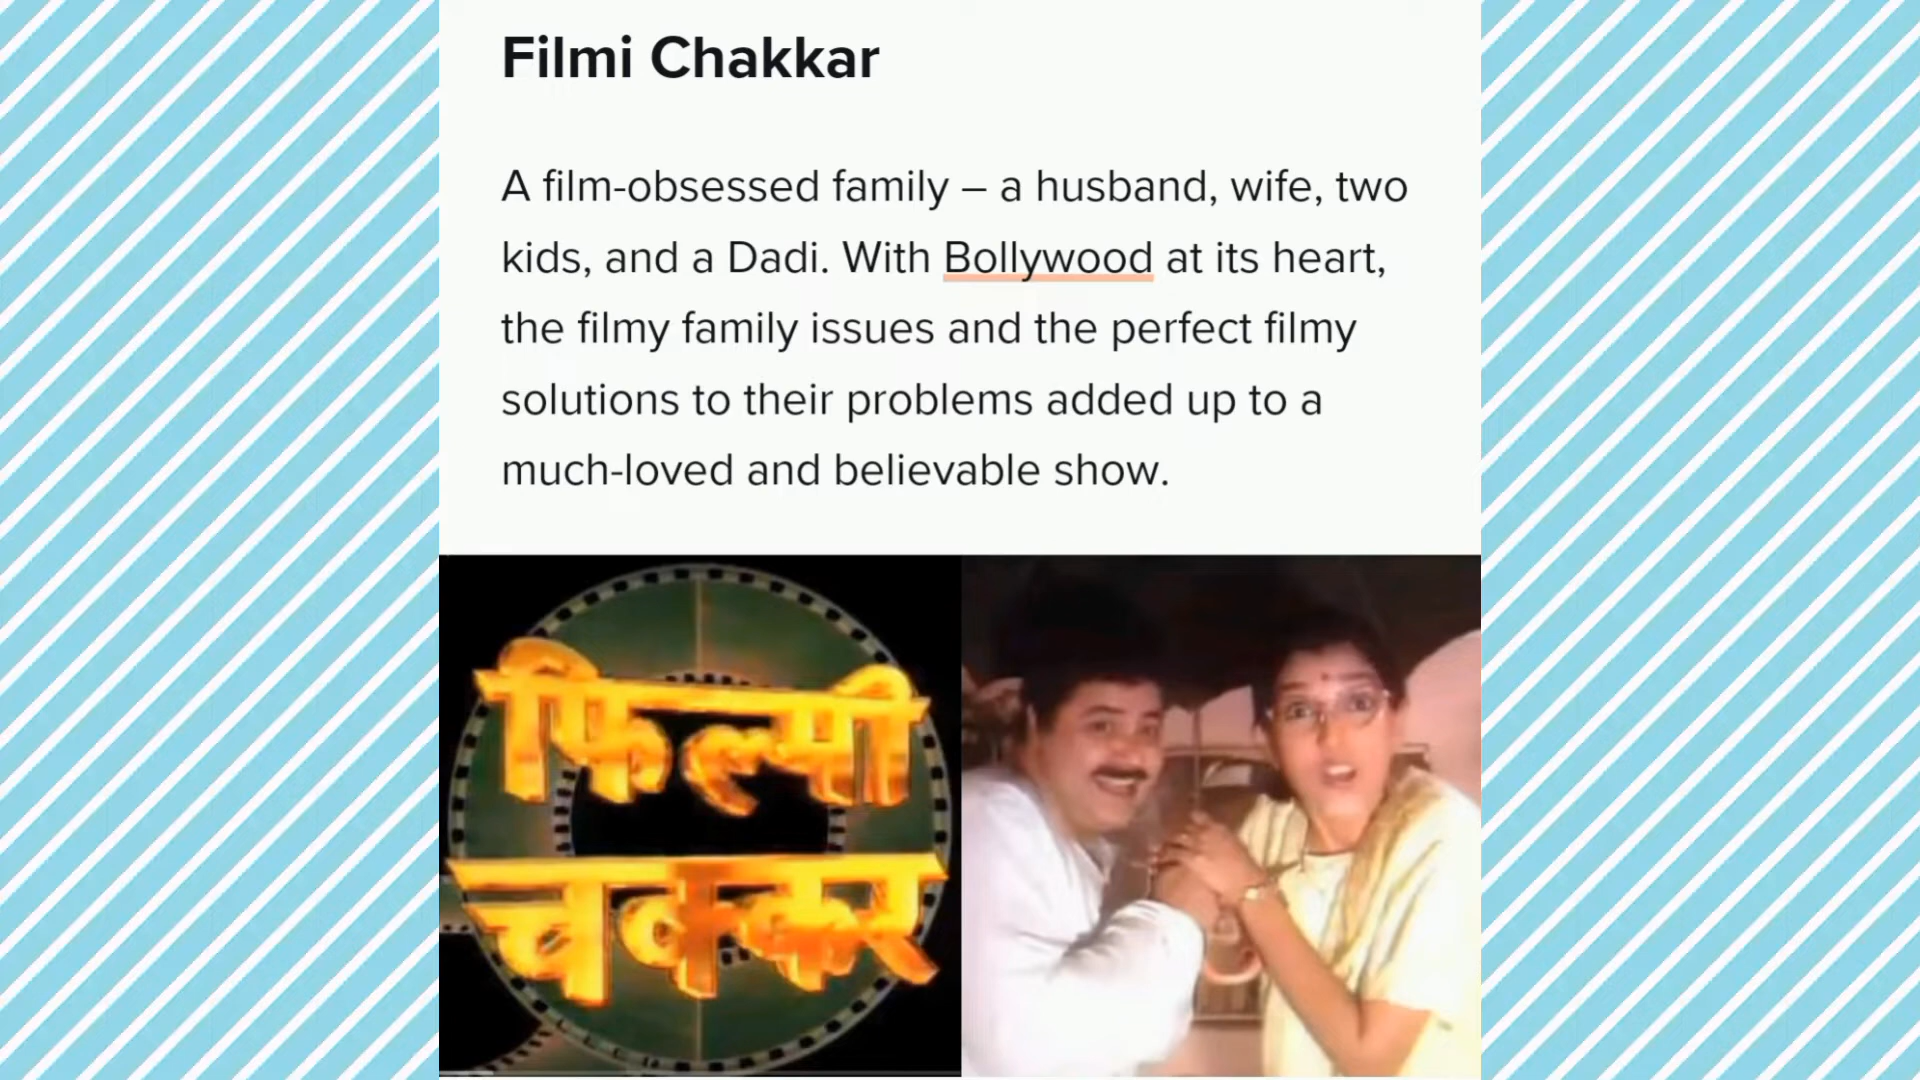 Filmi Chakkar
A film-obsessed family – a husband, wife, two
kids, and a Dadi. With Bollywood at its heart,
the filmy family issues and the perfect filmy
solutions to their problems added up to a
much-loved and believable show.
फिल्मी
चक्कर